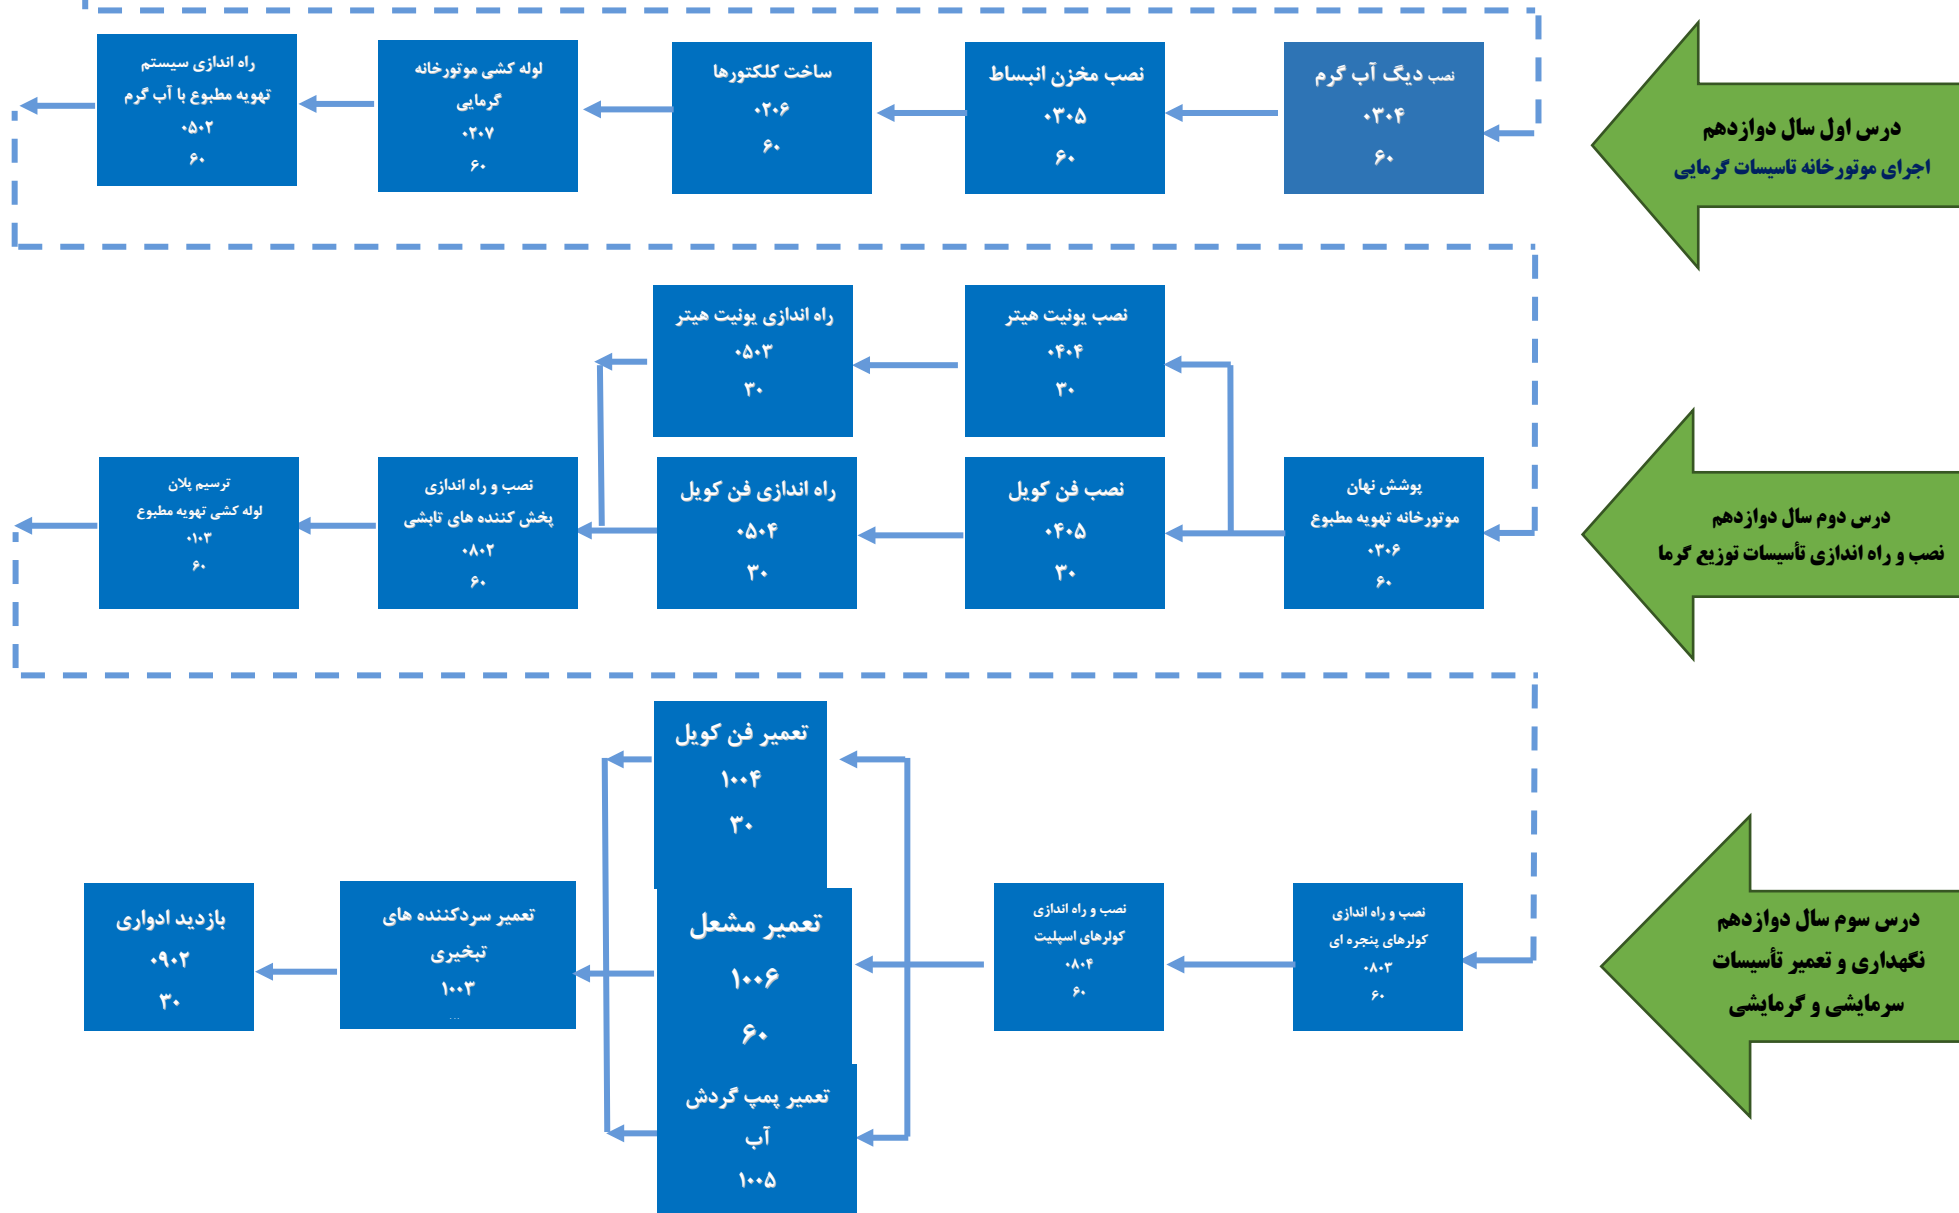 درس اول سال دوازدهم
اجرای موتورخانه تاسیسات گرمایی
نصب دیگ آب گرم
۰۳۰۴
۶۰
نصب مخزن انبساط
۰۳۰۵
۶۰
ساخت کلکتورها
۰۲۰۶
۶۰
لوله کشی موتورخانه
گرمایی
۰۲۰۷
۶۰
راه اندازی سیستم
تهویه مطبوع با آب گرم
۰۵۰۲
۶۰
درس دوم سال دوازدهم
نصب و راه اندازی تأسیسات توزیع گرما
پوشش نهان
موتورخانه تهویه مطبوع
۰۳۰۶
۶۰
نصب یونیت هیتر
۰۴۰۴
۳۰
راه اندازی یونیت هیتر
۰۵۰۳
۳۰
نصب فن کویل
۰۴۰۵
۳۰
راه اندازی فن کویل
۰۵۰۴
۳۰
نصب و راه اندازی
پخش کننده های تابشی
۰۸۰۲
۶۰
ترسیم پلان
لوله کشی تهویه مطبوع
۰۱۰۳
۶۰
درس سوم سال دوازدهم
نگهداری و تعمیر تأسیسات
سرمایشی و گرمایشی
نصب و راه اندازی
کولرهای پنجره ای
۰۸۰۳
۶۰
نصب و راه اندازی
کولرهای اسپلیت
۰۸۰۴
۶۰
تعمیر فن کویل
۱۰۰۴
۳۰
تعمیر مشعل
۱۰۰۶
۶۰
تعمیر پمپ گردش
آب
۱۰۰۵
تعمیر سردکننده های
تبخیری
۱۰۰۳
...
بازدید ادواری
۰۹۰۲
۳۰